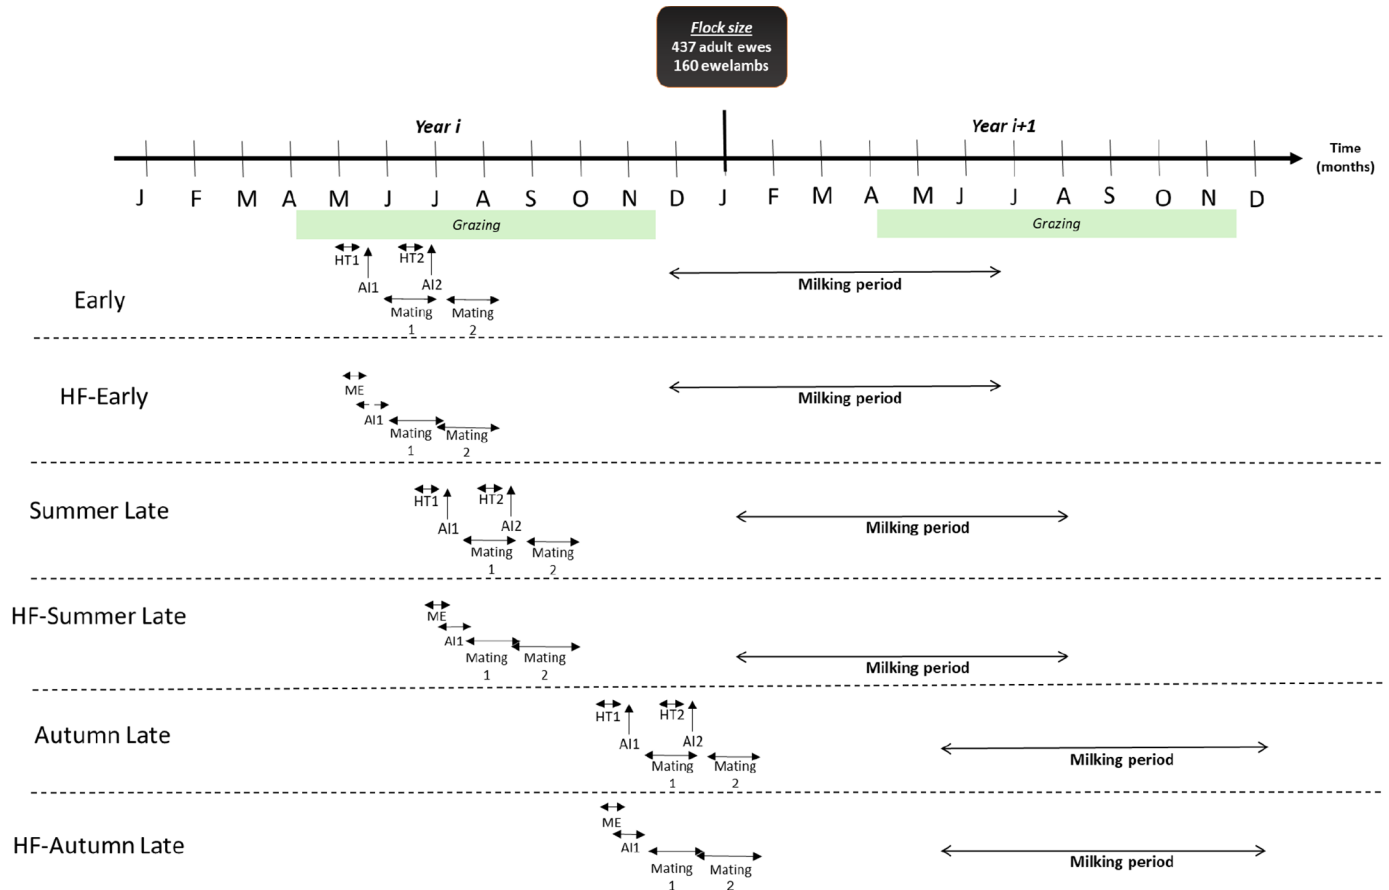 Flock size
437 adult ewes
160 ewelambs
Year i
Year i+1
Time
(months)
J F M A M J J A S O N D J F M A M J J A S O N D
Grazing
Grazing
HT1
HT2
AI1
AI2
Early
Mating
1
Mating
2
Milking period
ME
HF-Early
AI1
Mating
1
Mating
2
Milking period
HT1
HT2
Summer Late
AI1
AI2
Mating
1
Mating
2
Milking period
HF-Summer Late
ME
AI1
Mating
1
Mating
2
Milking period
HT1
HT2
Autumn Late
AI1
AI2
Mating
1
Mating
2
Milking period
ME
HF-Autumn Late
AI1
Mating
1
Mating
2
Milking period